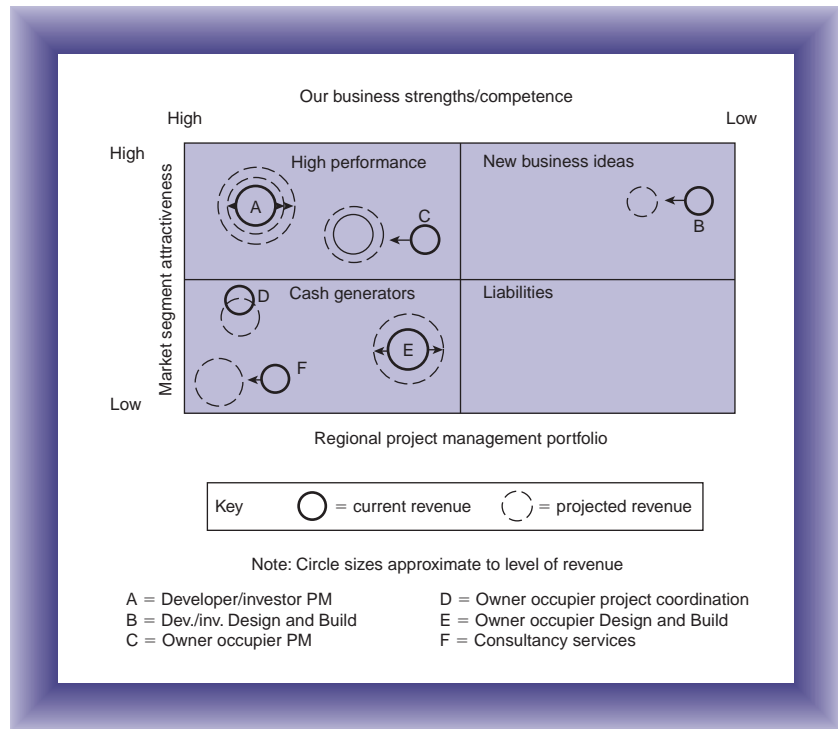 Our business strengths/competence
High Low
High
Market segment attractiveness
High performance New business ideas
A
C
B
D Cash generators Liabilities
E
F
Low
Regional project management portfolio
Key = current revenue = projected revenue
Note: Circle sizes approximate to level of revenue
A = Developer/investor PM
B = Dev./inv. Design and Build
C = Owner occupier PM
D = Owner occupier project coordination
E = Owner occupier Design and Build
F = Consultancy services